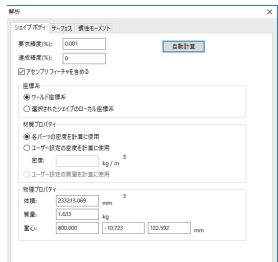 解析
シェイプ ボディ サーフェス 慣性モーメント
要求精度(%): 0.001 自動計算
達成精度(%): 0
アセンブリフィーチャを含める
座標系
ワールド座標系
選択されたシェイプのローカル座標系
材質プロパティ
各パーツの密度を計算に使用
ユーザー設定の密度を計算に使用
密度: kg / m 3
ユーザー設定の質量を計算に使用
物理プロパティ
体積: 233213.069 mm 3
質量: 1.633 kg
重心: 800.000 -10.723 122.592 mm